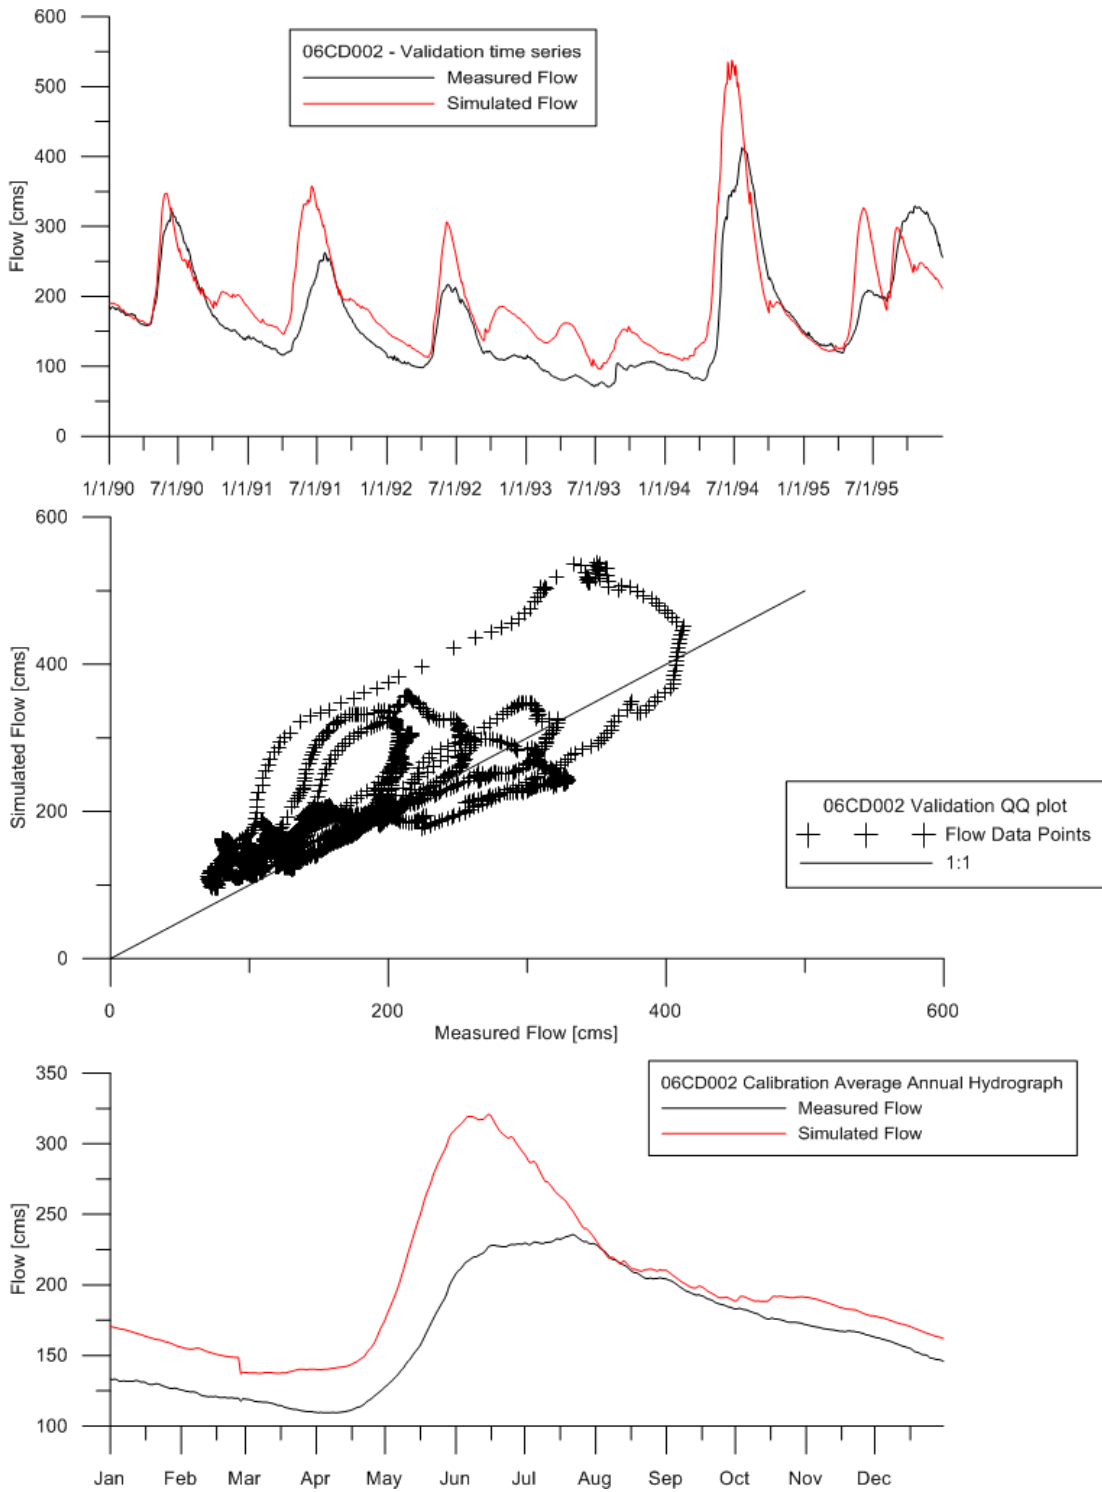 600
500
400
300
200
100
0
Flow [cms]
06CD002 - Validation time series
Measured Flow
Simulated Flow
1/1/90 7/1/90 1/1/91 7/1/91 1/1/92 7/1/92 1/1/93 7/1/93 1/1/94 7/1/94 1/1/95 7/1/95
600
400
200
0
Simulated Flow [cms]
06CD002 Validation QQ plot
Flow Data Points
1:1
0 200 400 600
Measured Flow [cms]
350
300
250
200
150
100
Flow [cms]
06CD002 Calibration Average Annual Hydrograph
Measured Flow
Simulated Flow
Jan Feb Mar Apr May Jun Jul Aug Sep Oct Nov Dec